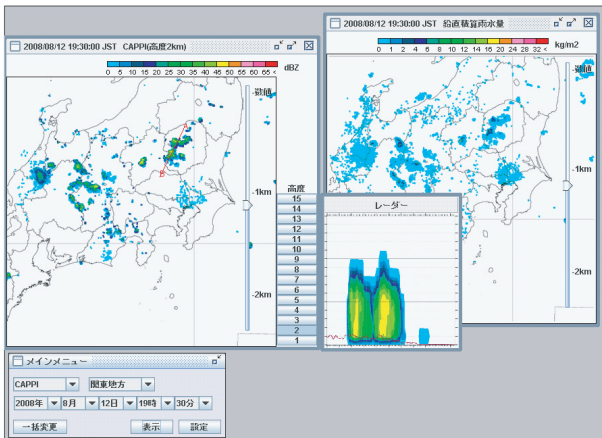 2008/08/12 19:30:00 JST CAPPI(高度2km)
0 5 10 15 20 25 30 35 40 45 50 55 60 65 < dBZ
-1km
-2km
B
高度
15
14
13
12
11
10
9
8
7
6
5
4
3
2
1
2008/08/12 19:30:00 JST 鉛直積算雨水量
0 2 4 6 8 10 12 14 16 18 20 22 24 26 28 32 < kg/m2
-1km
-2km
レーダー
メインメニュー
CAPPI 関東地方
2008年 8月 12日 19時 30分
一括変更 表示 設定